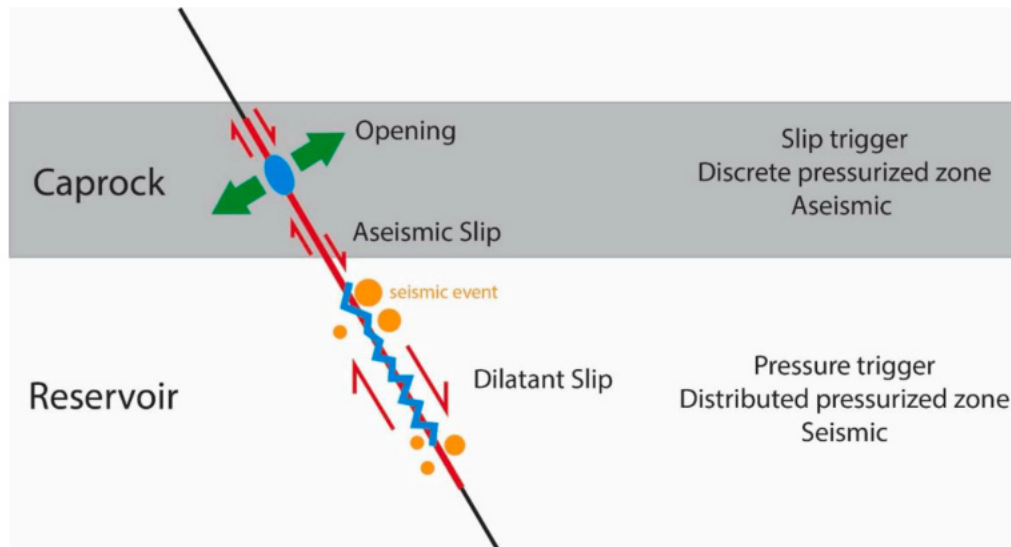 Opening
Caprock
Slip trigger
Discrete pressurized zone
Aseismic
Aseismic Slip
seismic event
Reservoir
Dilatant Slip
Pressure trigger
Distributed pressurized zone
Seismic